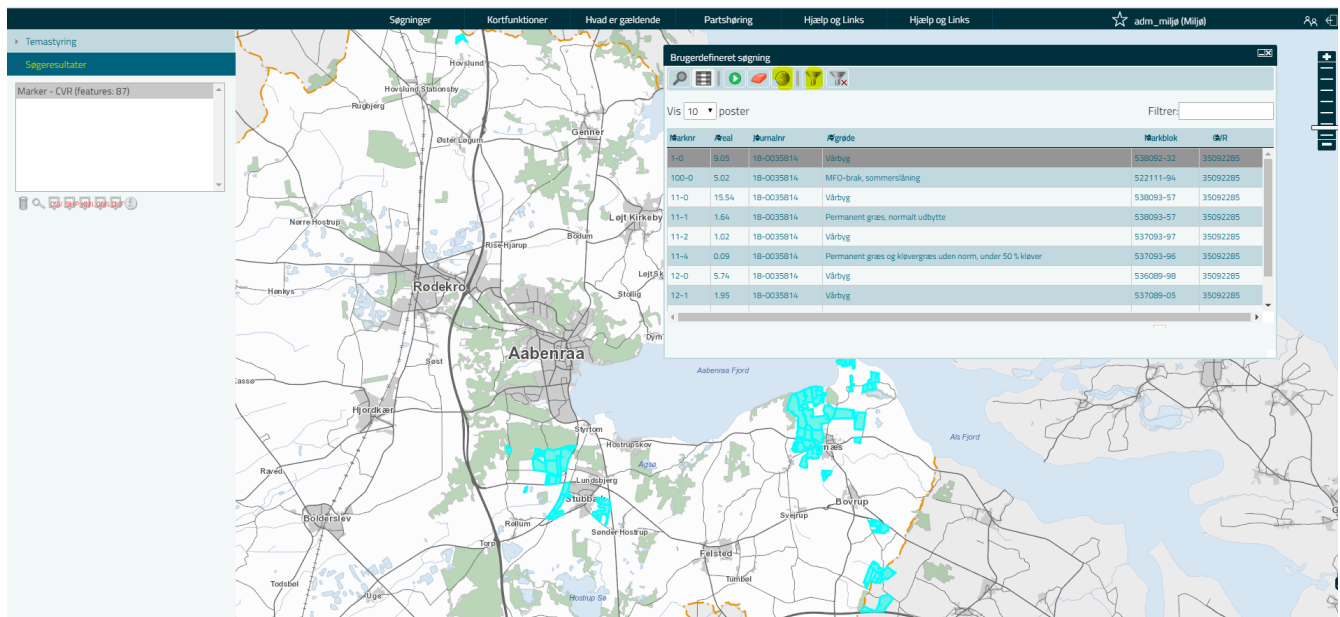 Søgninger Kortfunktioner Hvad er gældende Partshøring Hjælp og Links Hjælp og Links adm_miljø (Miljø)
Temastyring
Søgeresultater
Marker - CVR (features: 87)
Brugerdefineret søgning
Vis 10 poster Filtrer:
Marknr Areal Journalnr Afgrøde Markblok CVR
1-0 9.05 18-0035814 Vårbyg 538092-32 35092285
100-0 5.02 18-0035814 MFO-brak, sommerslåning 522111-94 35092285
11-0 15.54 18-0035814 Vårbyg 538093-57 35092285
11-1 1.64 18-0035814 Permanent græs, normalt udbytte 538093-57 35092285
11-2 1.02 18-0035814 Vårbyg 537093-97 35092285
11-4 0.09 18-0035814 Permanent græs og kløvergræs uden norm, under 50 % kløver 537093-96 35092285
12-0 5.74 18-0035814 Vårbyg 536089-98 35092285
12-1 1.95 18-0035814 Vårbyg 537089-05 35092285
Hovslund
Hovslund Stationsby
Rugbjerg
Genner
Øster Løgum
Løjt Kirkeby
Nørre Hostrup
Bodum
Rise-Hjarup
Løjt Sk
Rødekro
Hønkys
Stollig
Dyrh
Aabenraa
Søst
Aabenraa Fjord
Hjordkær
Styrtom
Hostrupskov
Als Fjord
næs
Agsø
Raved
Lundsbjerg
Stubba
Bovrup
Bolderslev
Rellum
Svejrup
Sønder Hostrup
Torp
Felsted
Tumbøl
Todsbøl
Uge
Hostrup Sø